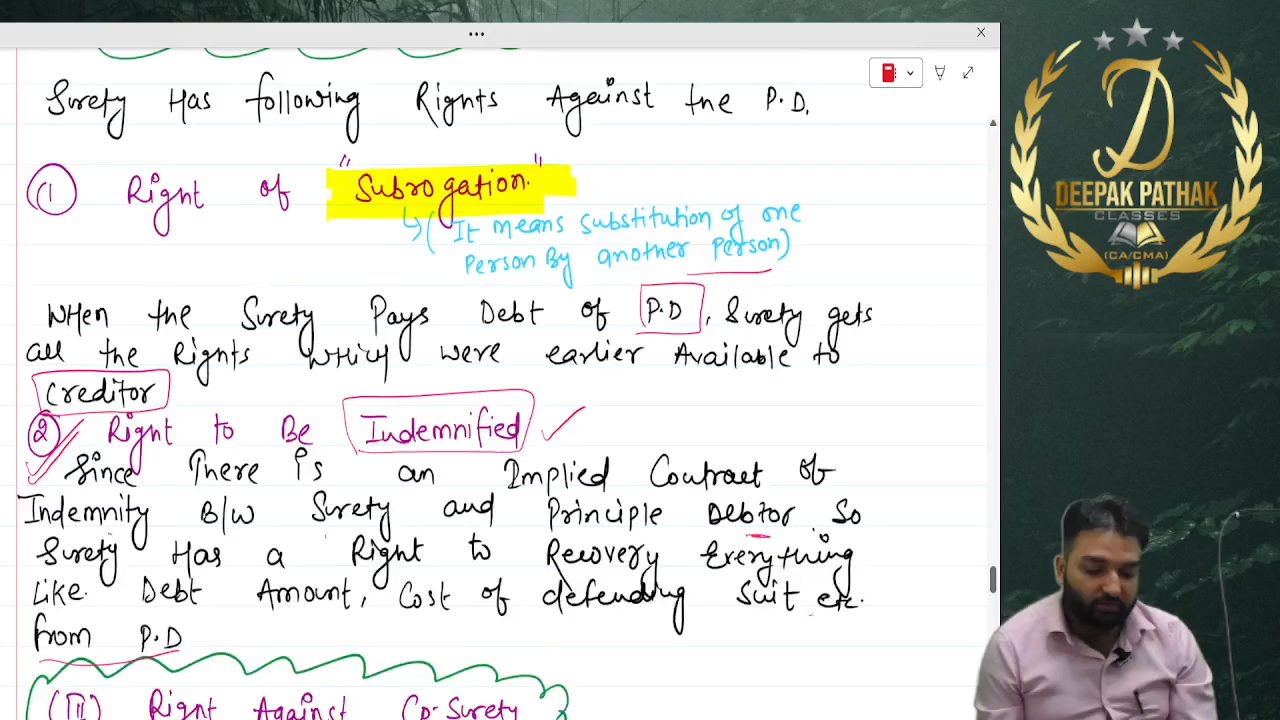 Surety Has following Rights Against the P.D.
① Right of "Subrogation."
( It means substitution of one
Person By another Person)
When the Surety Pays Debt of P.D, Surety gets
all the Rights which were earlier Available to
Creditor
② Right to Be Indemnified
Since There is an Implied Contract of
Indemnity B/W Surety and Principle Debtor So
Surety Has a Right to Recovery Everything
Like Debt Amount, Cost of defending Suit etc.
from P.D
(III) Right Against Co-Surety
D
DEEPAK PATHAK
CLASSES
(CA/CMA)